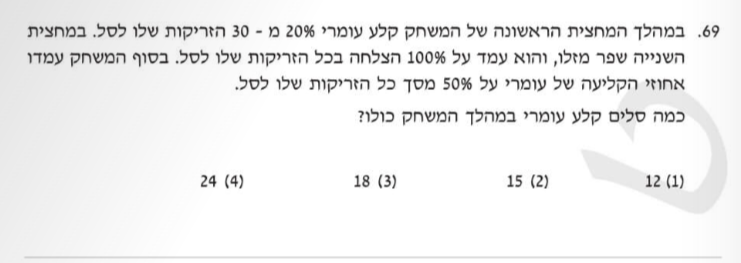 69. במהלך המחצית הראשונה של המשחק קלע עומרי 20% מ - 30 הזריקות שלו לסל. במחצית
השנייה שפר מזלו, והוא עמד על 100% הצלחה בכל הזריקות שלו לסל. בסוף המשחק עמדו
אחוזי הקליעה של עומרי על 50% מסך כל הזריקות שלו לסל.
כמה סלים קלע עומרי במהלך המשחק כולו?
(1) 12 (2) 15 (3) 18 (4) 24